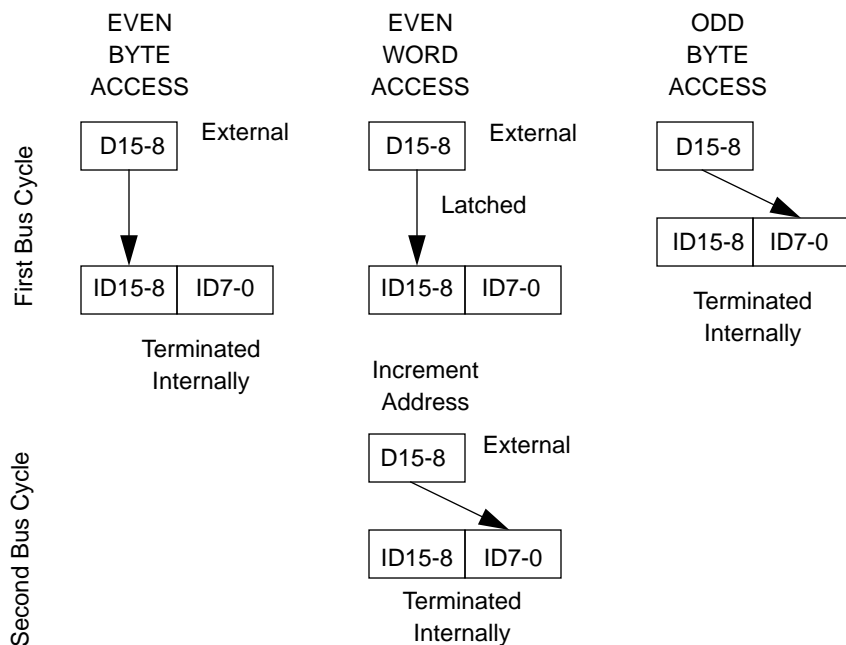 EVEN
BYTE
ACCESS
EVEN
WORD
ACCESS
ODD
BYTE
ACCESS
First Bus Cycle
D15-8
External
ID15-8
ID7-0
Terminated
Internally
D15-8
External
Latched
ID15-8
ID7-0
D15-8
ID15-8
ID7-0
Terminated
Internally
Second Bus Cycle
Increment
Address
D15-8
External
ID15-8
ID7-0
Terminated
Internally